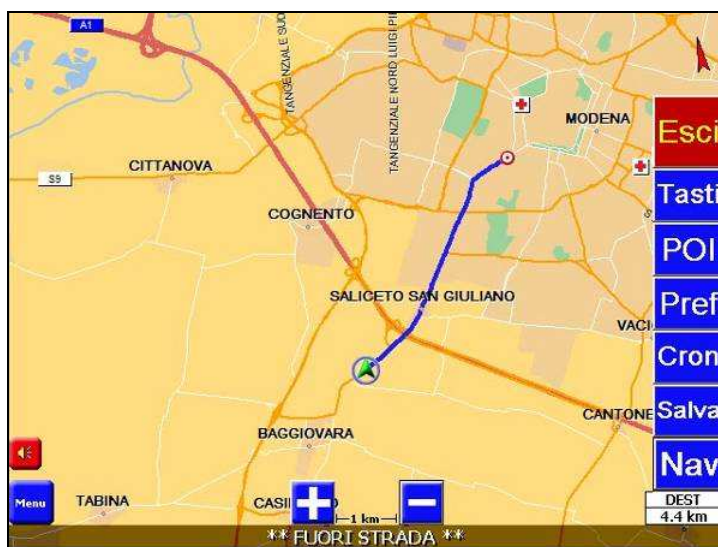 A1
TANGENZIALE SUD
TANGENZIALE NORD LUIGI PI
MODENA
Esci
CITTANOVA
S9
Tasti
COGNENTO
POI
SALICETO SAN GIULIANO
Pref
VACI
Cron
CANTONE
Salva
BAGGIOVARA
Nav
Menu
TABINA
CASI
+
−
DEST
4.4 km
1 km
** FUORI STRADA **